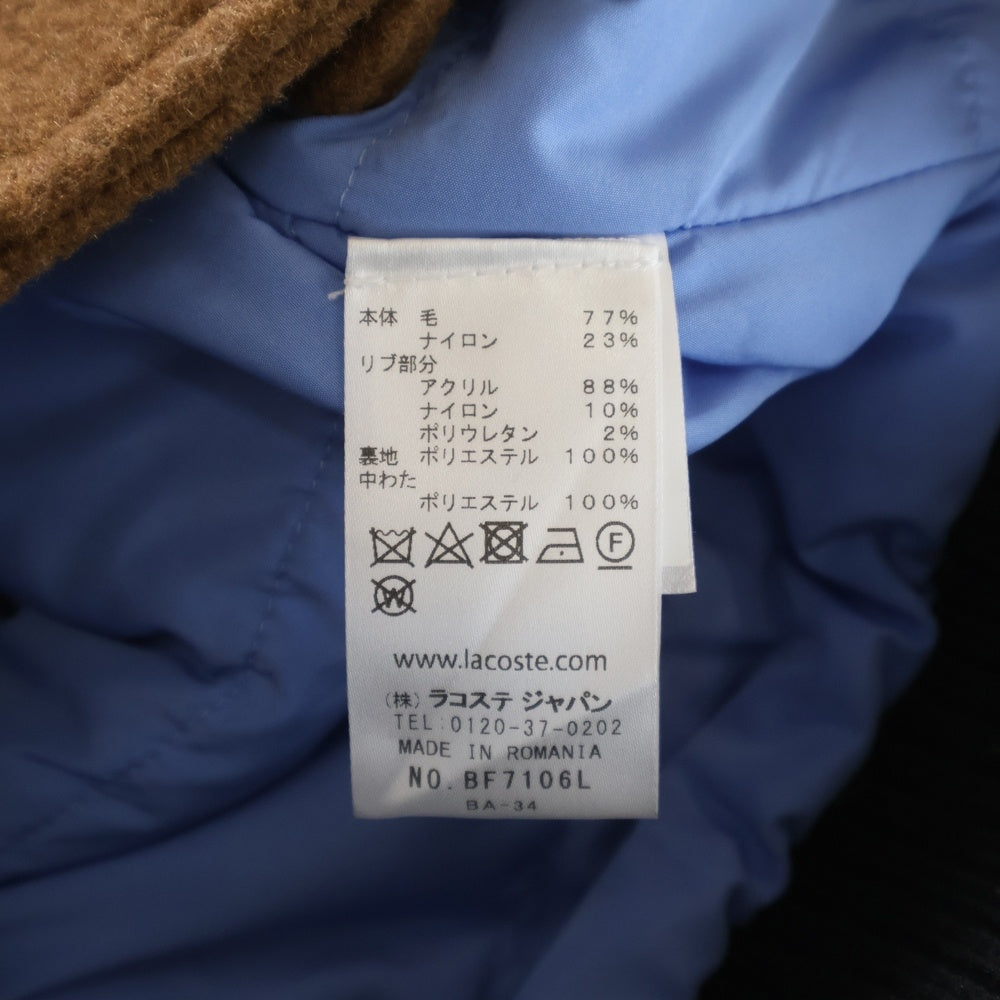 本体 毛 77%
ナイロン 23%
リブ部分
アクリル 88%
ナイロン 10%
ポリウレタン 2%
裏地 ポリエステル 100%
中わた
ポリエステル 100%
F
W
www.lacoste.com
(株) ラコステ ジャパン
TEL:0120-37-0202
MADE IN ROMANIA
NO.BF7106L
BA-34